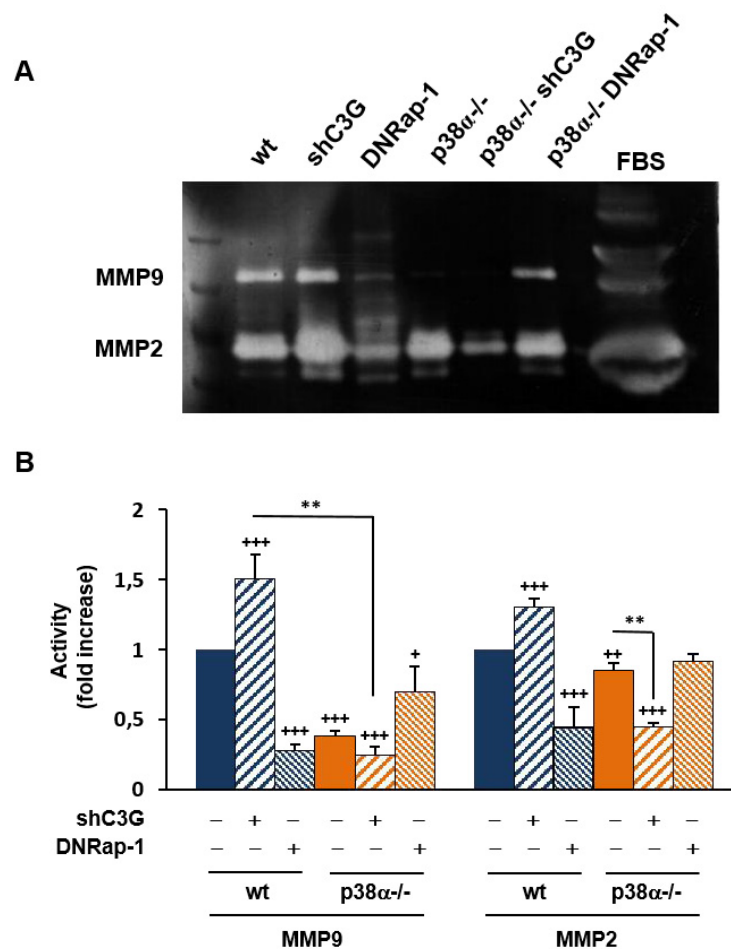 A
wt shC3G DNRap-1 p38α-/- p38α-/- shC3G p38α-/- DNRap-1 FBS
MMP9
MMP2
B
Activity
(fold increase)
2
1,5
1
0,5
0
**
+++
+++
+++
+++
+
+++
+++
++
**
+++
shC3G – + – – + – – + – – + –
DNRap-1 – – + – – + – – + – – +
wt p38α-/- wt p38α-/-
MMP9 MMP2